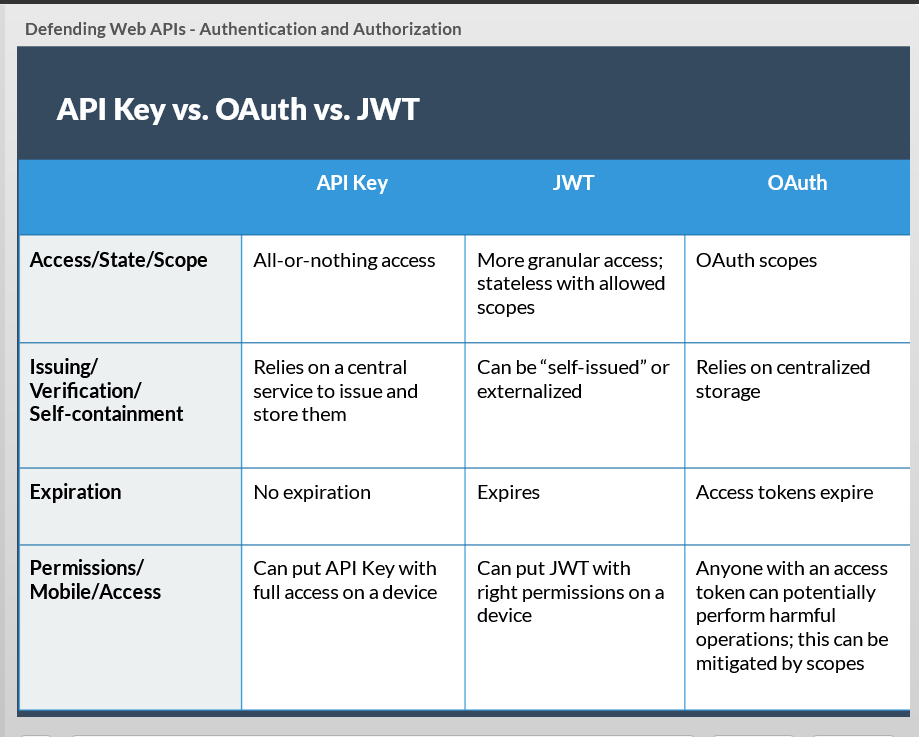 Defending Web APIs - Authentication and Authorization
API Key vs. OAuth vs. JWT
API Key
JWT
OAuth
Access/State/Scope
All-or-nothing access
More granular access;
stateless with allowed
scopes
OAuth scopes
Issuing/
Verification/
Self-containment
Relies on a central
service to issue and
store them
Can be “self-issued” or
externalized
Relies on centralized
storage
Expiration
No expiration
Expires
Access tokens expire
Permissions/
Mobile/Access
Can put API Key with
full access on a device
Can put JWT with
right permissions on a
device
Anyone with an access
token can potentially
perform harmful
operations; this can be
mitigated by scopes